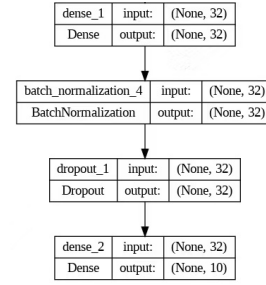 dense_1 input: (None, 32)
Dense output: (None, 32)
batch_normalization_4 input: (None, 32)
BatchNormalization output: (None, 32)
dropout_1 input: (None, 32)
Dropout output: (None, 32)
dense_2 input: (None, 32)
Dense output: (None, 10)